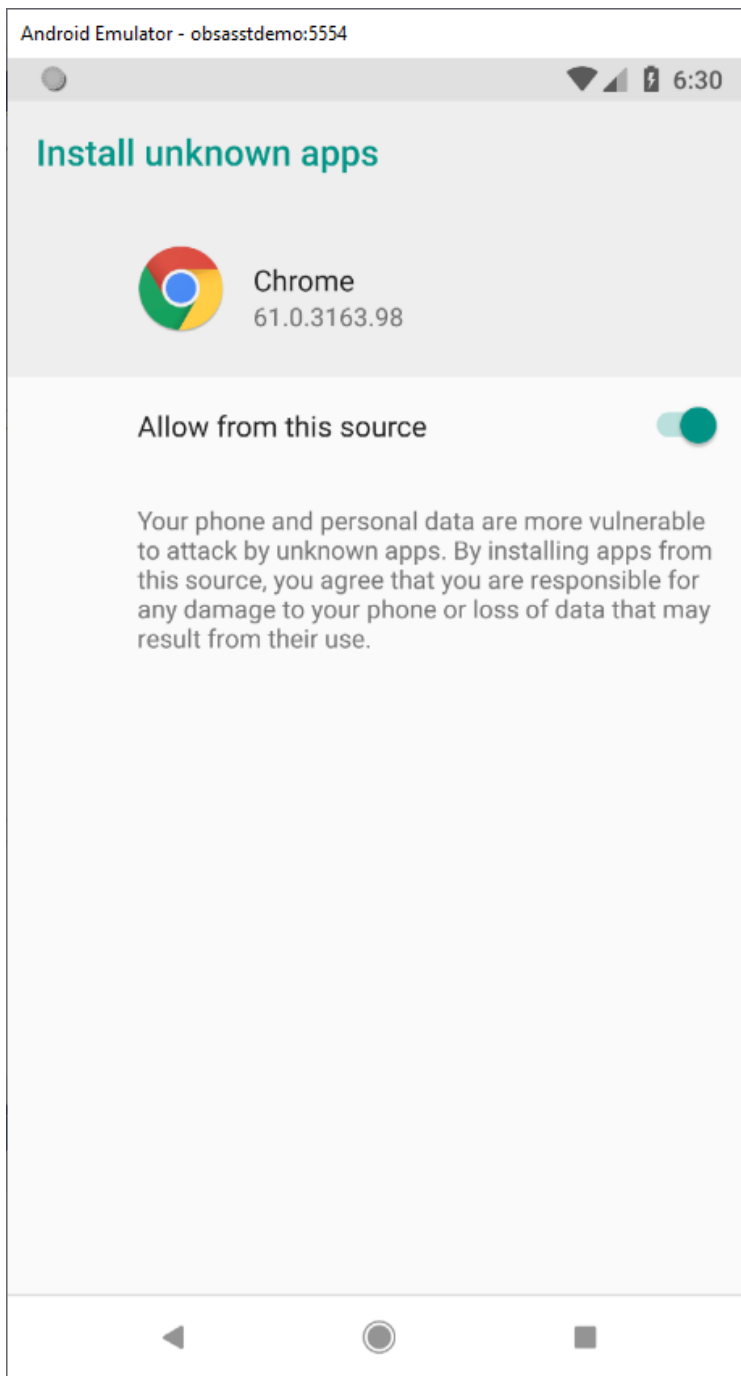 Android Emulator - obsasstdemo:5554
6:30
Install unknown apps
Chrome
61.0.3163.98
Allow from this source
Your phone and personal data are more vulnerable
to attack by unknown apps. By installing apps from
this source, you agree that you are responsible for
any damage to your phone or loss of data that may
result from their use.